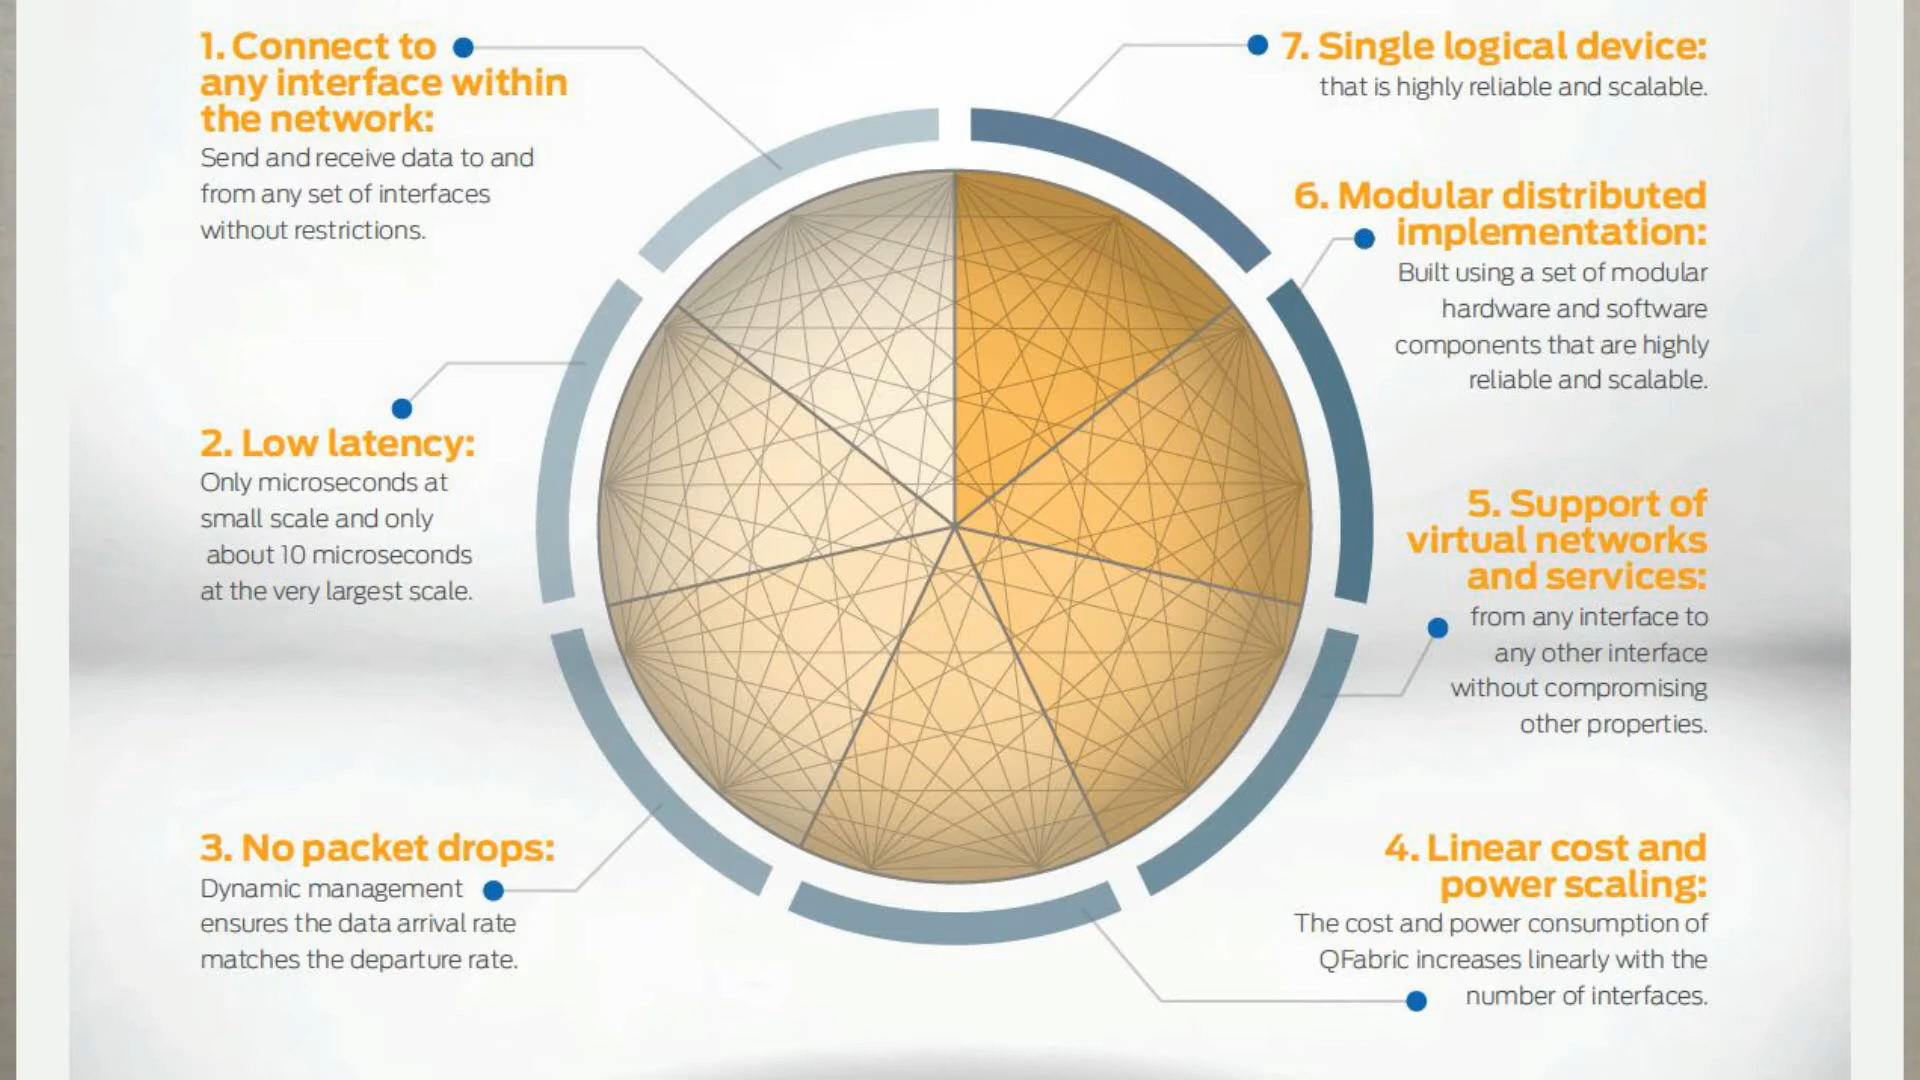 1. Connect to
any interface within
the network:
Send and receive data to and
from any set of interfaces
without restrictions.
2. Low latency:
Only microseconds at
small scale and only
about 10 microseconds
at the very largest scale.
3. No packet drops:
Dynamic management
ensures the data arrival rate
matches the departure rate.
7. Single logical device:
that is highly reliable and scalable.
6. Modular distributed
implementation:
Built using a set of modular
hardware and software
components that are highly
reliable and scalable.
5. Support of
virtual networks
and services:
from any interface to
any other interface
without compromising
other properties.
4. Linear cost and
power scaling:
The cost and power consumption of
QFabric increases linearly with the
number of interfaces.